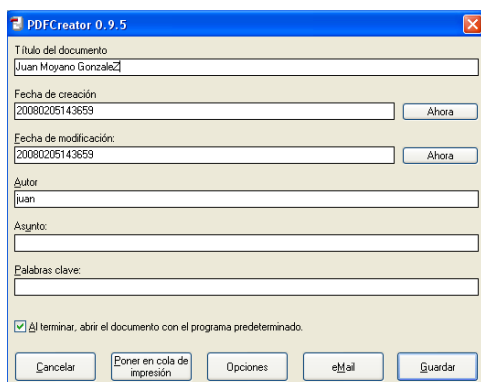 PDFCreator 0.9.5
Título del documento
Juan Moyano GonzaleZ
Fecha de creación
20080205143659
Ahora
Fecha de modificación:
20080205143659
Ahora
Autor
juan
Asunto:
Palabras clave:
Al terminar, abrir el documento con el programa predeterminado.
Cancelar
Poner en cola de
impresión
Opciones
eMail
Guardar